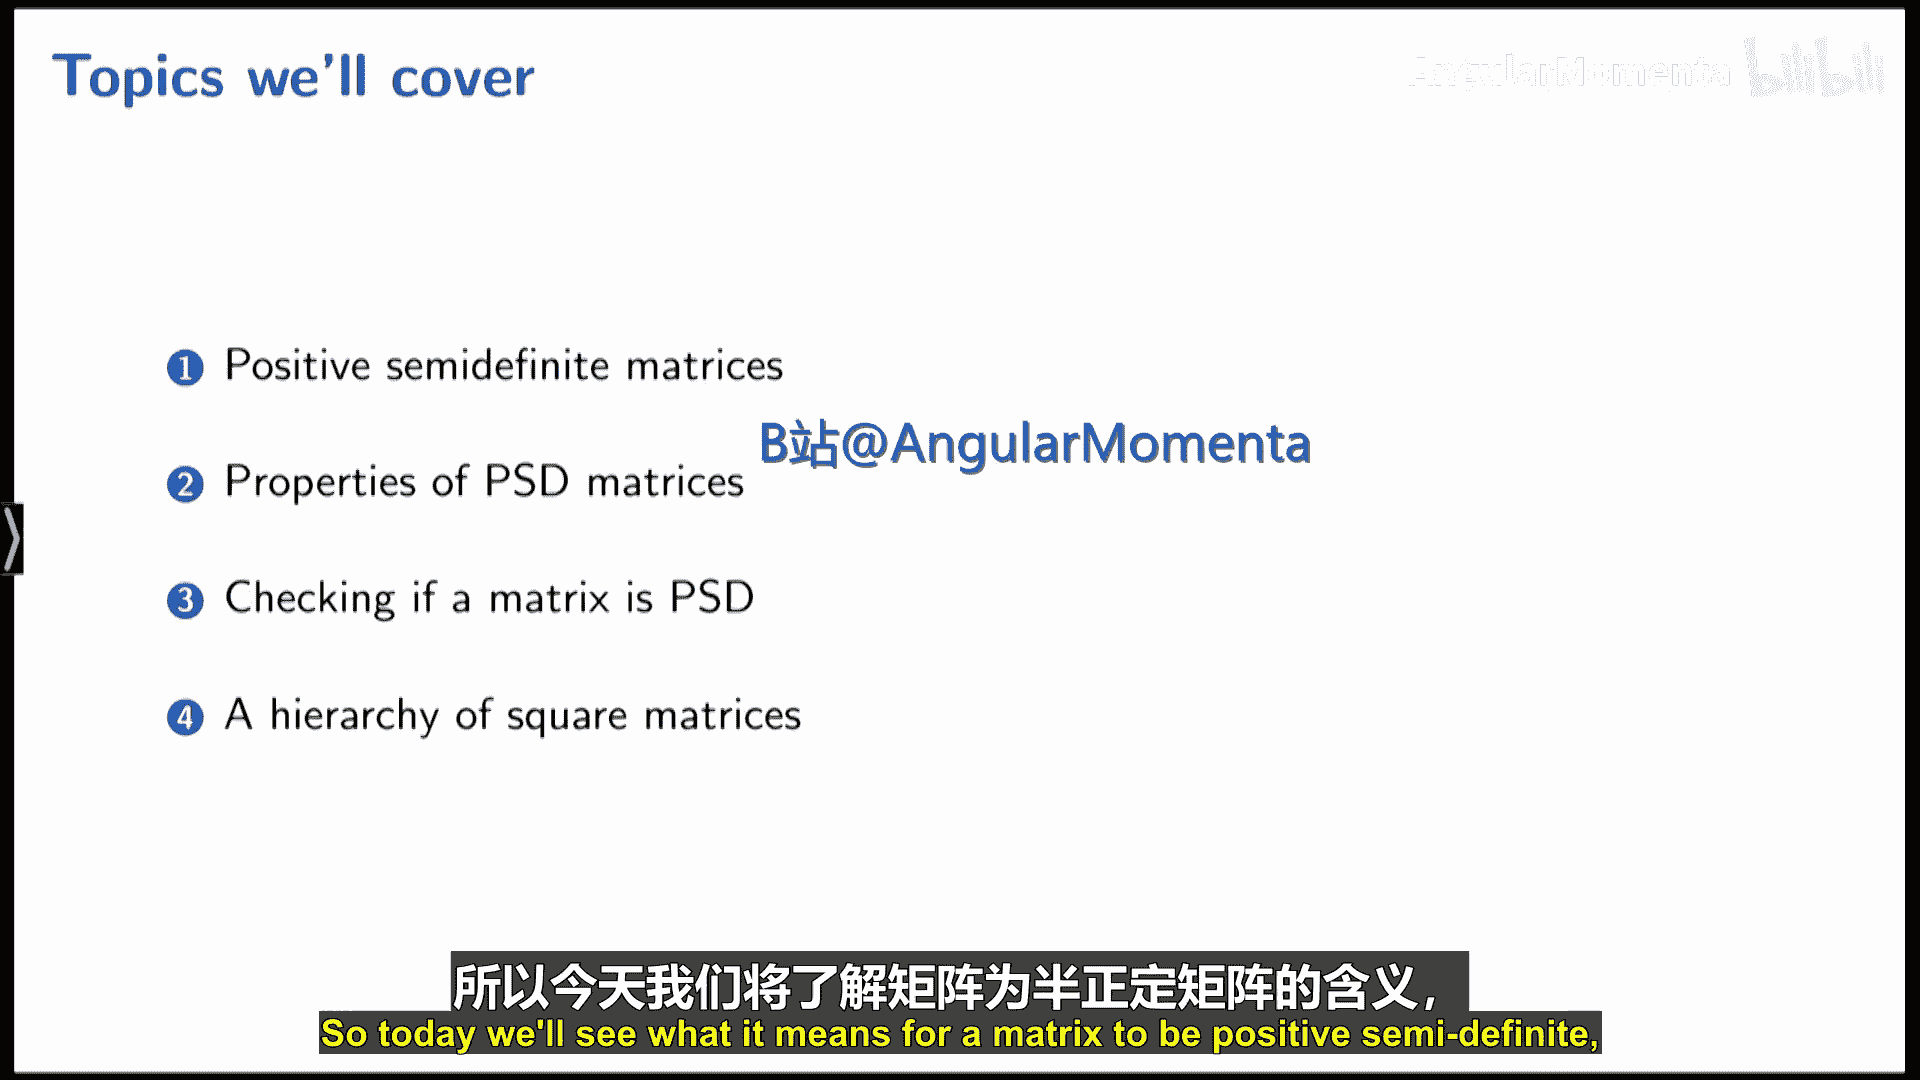 Topics we'll cover
AngularMomenta bilibili
1 Positive semidefinite matrices
B站@AngularMomenta
2 Properties of PSD matrices
3 Checking if a matrix is PSD
4 A hierarchy of square matrices
所以今天我们将了解矩阵为半正定矩阵的含义，
So today we'll see what it means for a matrix to be positive semi-definite,